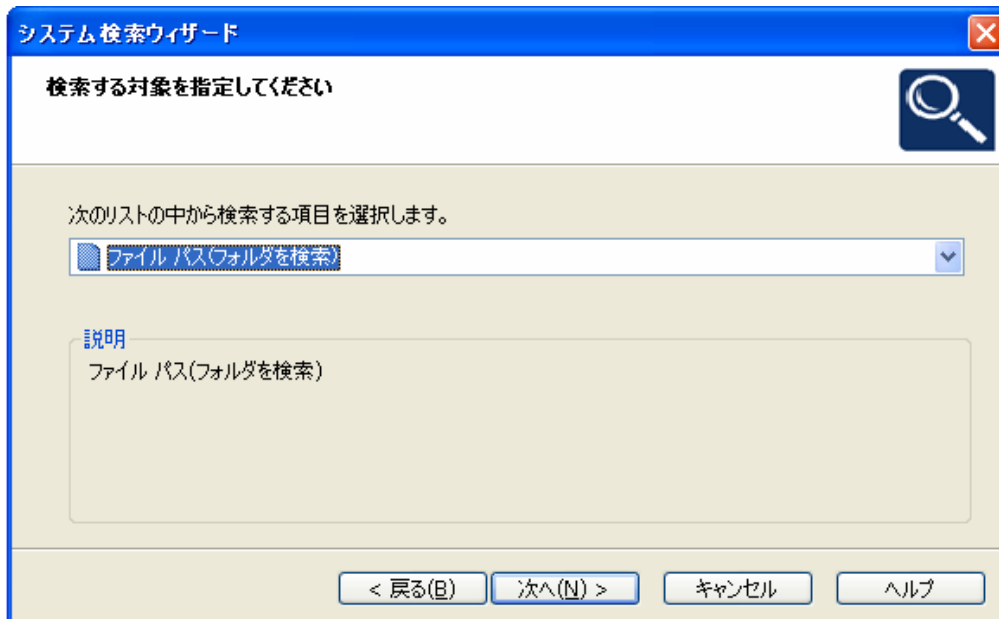 システム検索ウィザード
検索する対象を指定してください
次のリストの中から検索する項目を選択します。
ファイル パス(フォルダを検索)
説明
ファイル パス(フォルダを検索)
< 戻る(B)
次へ(N) >
キャンセル
ヘルプ